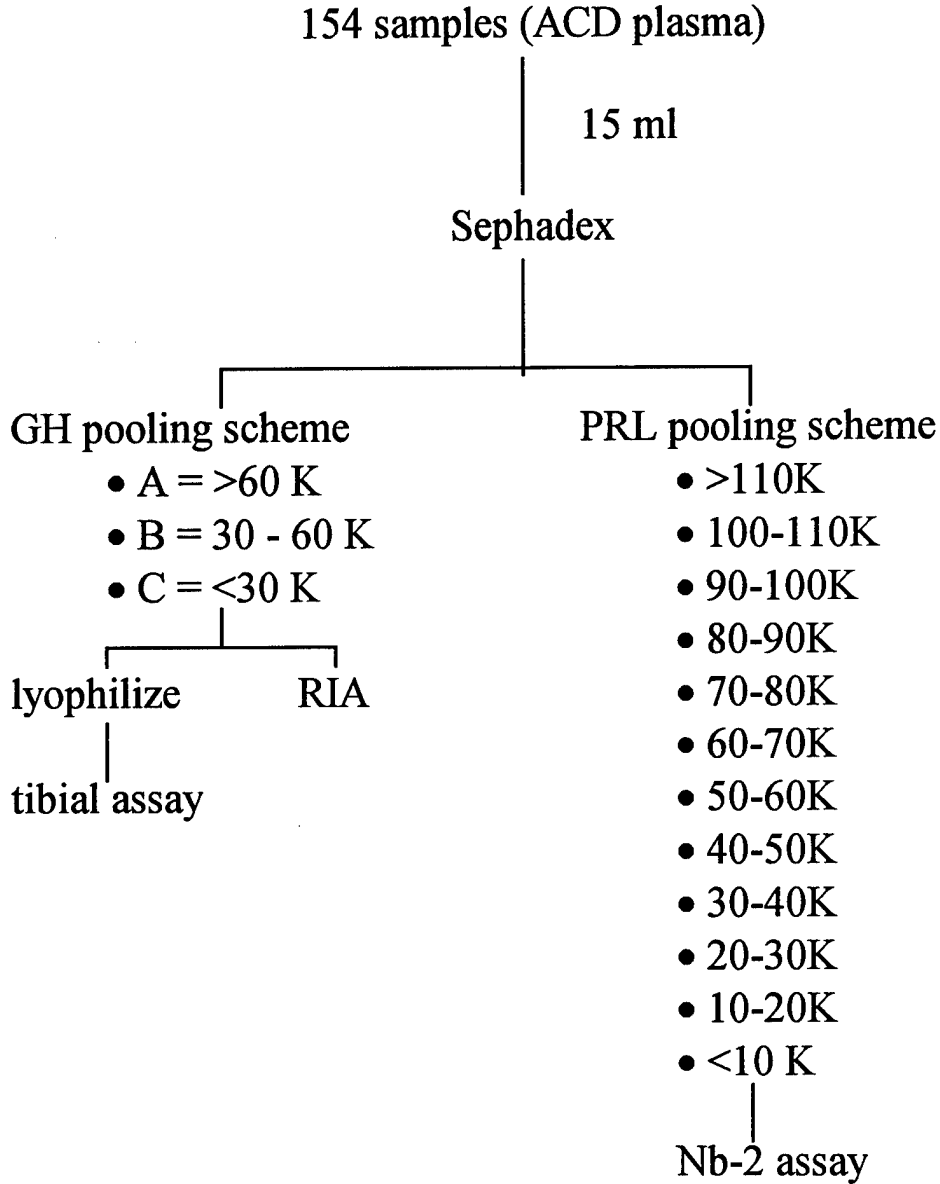 154 samples (ACD plasma)
15 ml
Sephadex
GH pooling scheme
• A = >60 K
• B = 30 - 60 K
• C = <30 K
lyophilize
RIA
tibial assay
PRL pooling scheme
• >110K
• 100-110K
• 90-100K
• 80-90K
• 70-80K
• 60-70K
• 50-60K
• 40-50K
• 30-40K
• 20-30K
• 10-20K
• <10 K
Nb-2 assay